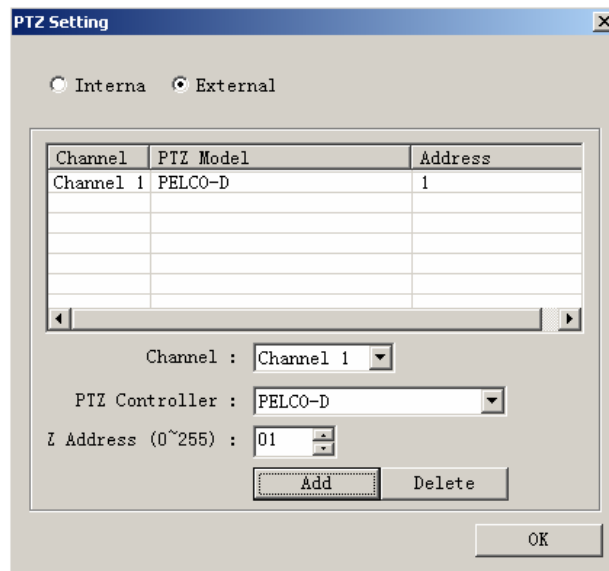 PTZ Setting
Interna External
Channel PTZ Model Address
Channel 1 PELCO-D 1
Channel : Channel 1
PTZ Controller : PELCO-D
Z Address (0~255) : 01
Add Delete
OK